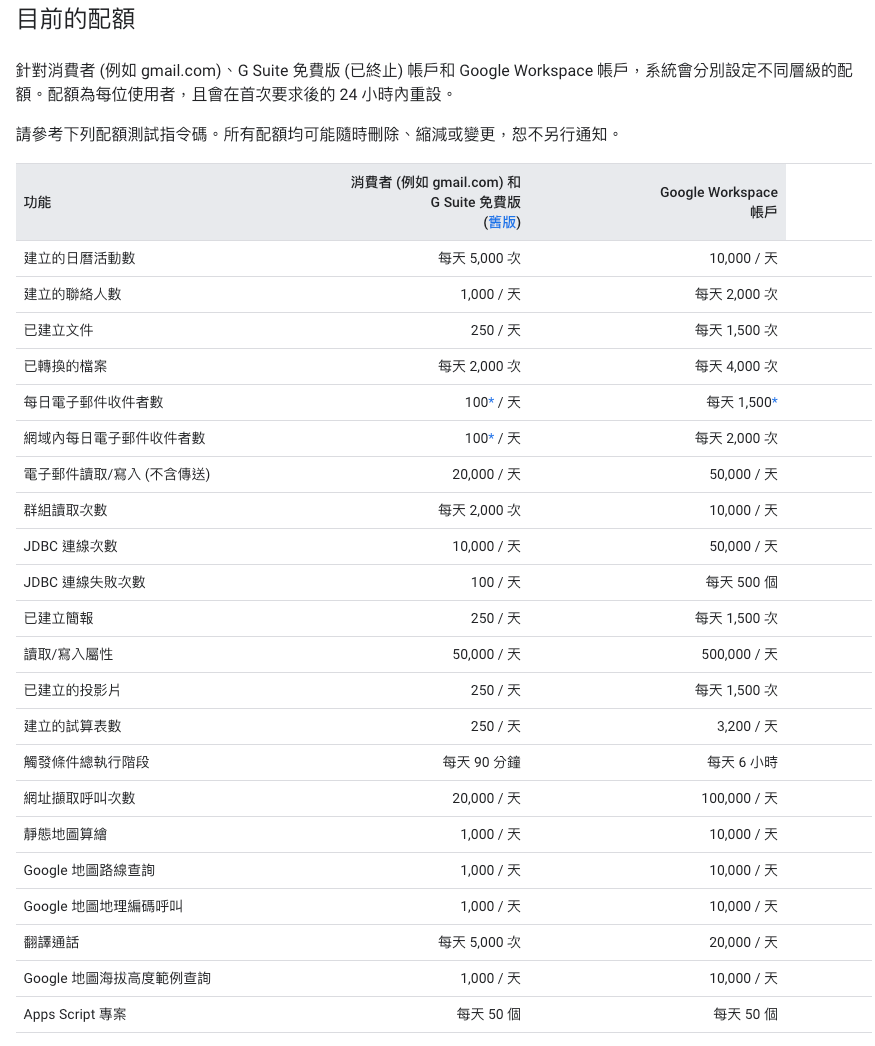 目前的配額
針對消費者 (例如 gmail.com)、G Suite 免費版 (已終止) 帳戶和 Google Workspace 帳戶，系統會分別設定不同層級的配
額。配額為每位使用者，且會在首次要求後的 24 小時內重設。
請參考下列配額測試指令碼。所有配額均可能隨時刪除、縮減或變更，恕不另行通知。
功能
消費者 (例如 gmail.com) 和
G Suite 免費版
(舊版)
Google Workspace
帳戶
建立的日曆活動數 每天 5,000 次 10,000 / 天
建立的聯絡人數 1,000 / 天 每天 2,000 次
已建立文件 250 / 天 每天 1,500 次
已轉換的檔案 每天 2,000 次 每天 4,000 次
每日電子郵件收件者數 100* / 天 每天 1,500*
網域內每日電子郵件收件者數 100* / 天 每天 2,000 次
電子郵件讀取/寫入 (不含傳送) 20,000 / 天 50,000 / 天
群組讀取次數 每天 2,000 次 10,000 / 天
JDBC 連線次數 10,000 / 天 50,000 / 天
JDBC 連線失敗次數 100 / 天 每天 500 個
已建立簡報 250 / 天 每天 1,500 次
讀取/寫入屬性 50,000 / 天 500,000 / 天
已建立的投影片 250 / 天 每天 1,500 次
建立的試算表數 250 / 天 3,200 / 天
觸發條件總執行階段 每天 90 分鐘 每天 6 小時
網址擷取呼叫次數 20,000 / 天 100,000 / 天
靜態地圖算繪 1,000 / 天 10,000 / 天
Google 地圖路線查詢 1,000 / 天 10,000 / 天
Google 地圖地理編碼呼叫 1,000 / 天 10,000 / 天
翻譯通話 每天 5,000 次 20,000 / 天
Google 地圖海拔高度範例查詢 1,000 / 天 10,000 / 天
Apps Script 專案 每天 50 個 每天 50 個